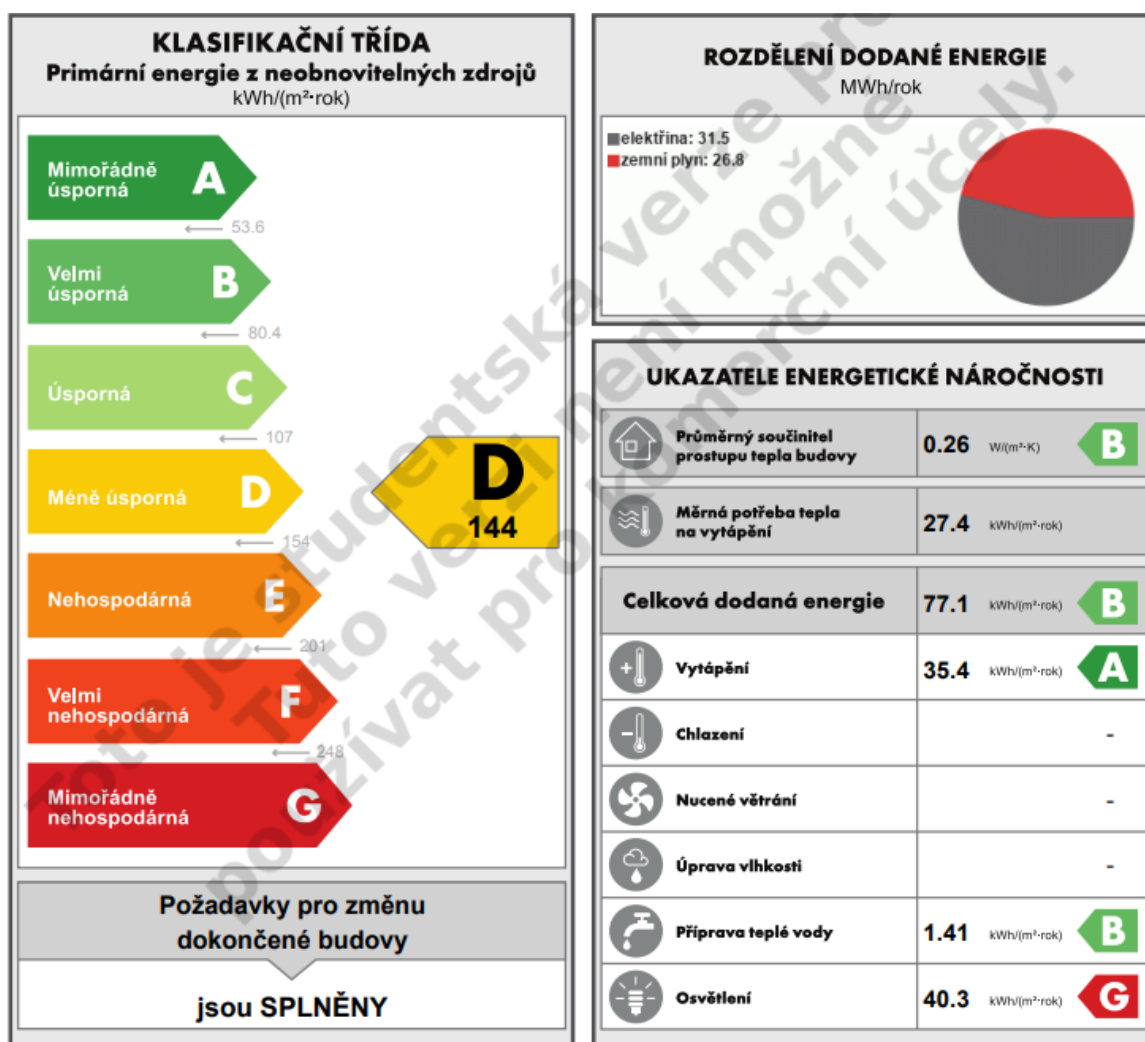 KLASIFIKAČNÍ TŘÍDA
Primární energie z neobnovitelných zdrojů
kWh/(m²·rok)
Mimořádně
úsporná
A
53.6
Velmi
úsporná
B
80.4
Úsporná
C
107
Méně úsporná
D
154
Nehospodárná
E
201
Velmi
nehospodárná
F
248
Mimořádně
nehospodárná
G
D
144
Požadavky pro změnu
dokončené budovy
jsou SPLNĚNY
ROZDĚLENÍ DODANÉ ENERGIE
MWh/rok
elektřina: 31.5
zemní plyn: 26.8
UKAZATELE ENERGETICKÉ NÁROČNOSTI
Průměrný součinitel
prostupu tepla budovy
0.26 W/(m²·K) B
Měrná potřeba tepla
na vytápění
27.4 kWh/(m²·rok)
Celková dodaná energie 77.1 kWh/(m²·rok) B
Vytápění 35.4 kWh/(m²·rok) A
Chlazení -
Nucené větrání -
Úprava vlhkosti -
Příprava teplé vody 1.41 kWh/(m²·rok) B
Osvětlení 40.3 kWh/(m²·rok) G
Toto je studentská verze pro
Tuto verzi není možné
používat pro komerční účely.